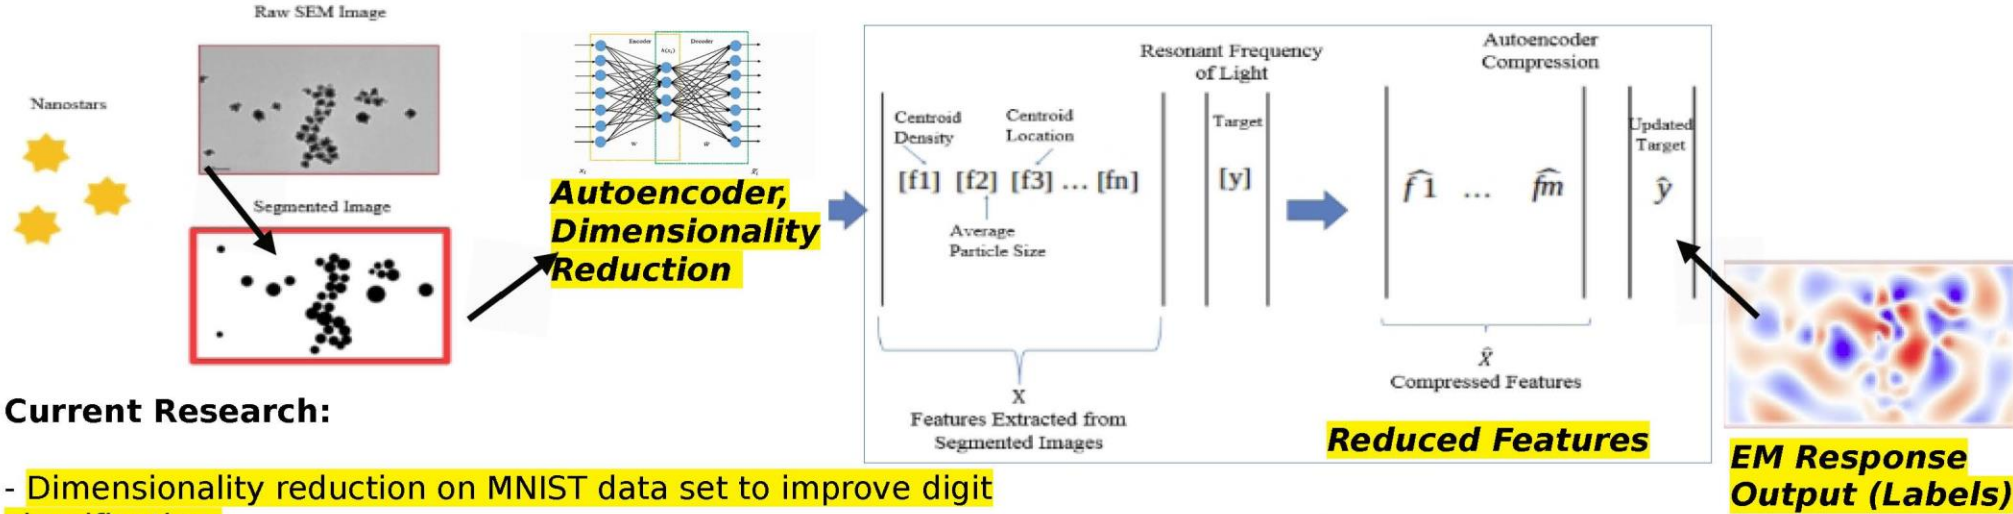 Raw SEM Image
Nanostars
Segmented Image
Encoder
Decoder
Autoencoder,
Dimensionality
Reduction
Resonant Frequency
of Light
Autoencoder
Compression
Centroid
Density
Centroid
Location
Target
Updated
Target
[f1] [f2] [f3] ... [fn]
[y]
f̂1 ... f̂m
ŷ
Average
Particle Size
X
Features Extracted from
Segmented Images
X̂
Compressed Features
Reduced Features
EM Response
Output (Labels)
Current Research:
- Dimensionality reduction on MNIST data set to improve digit